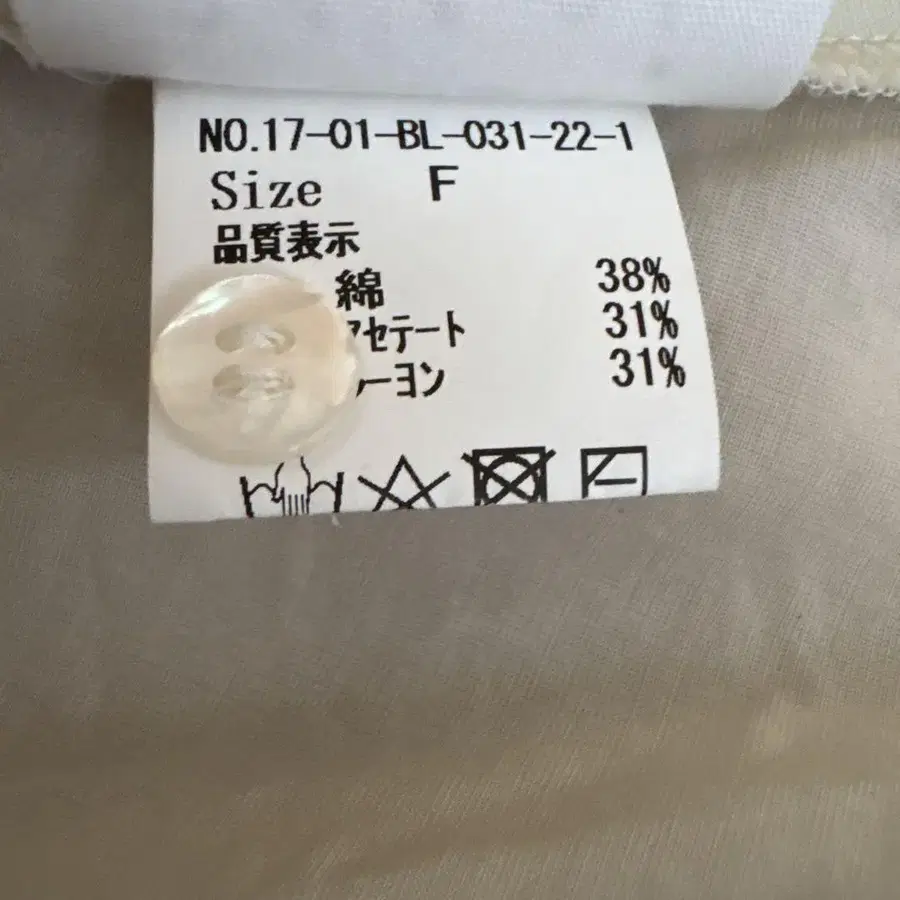 NO.17-01-BL-031-22-1
Size F
品質表示
綿 38%
アセテート 31%
ーヨン 31%